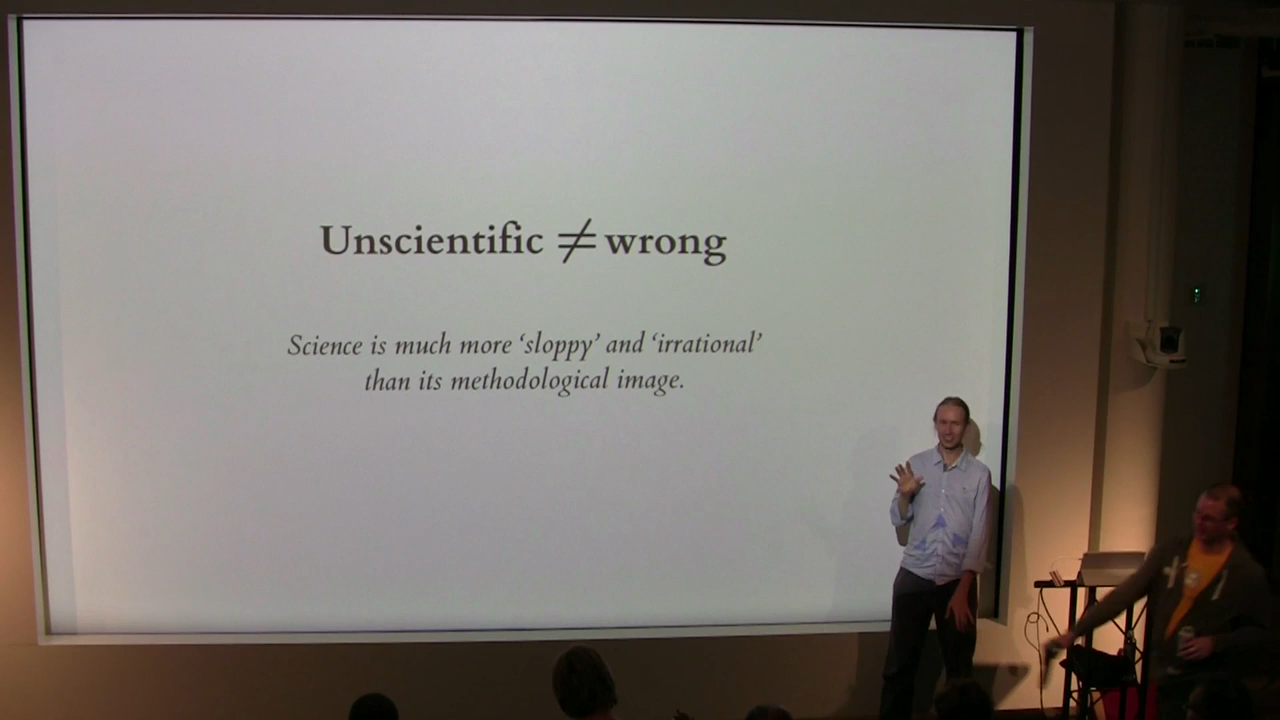 Unscientific ≠ wrong
Science is much more ‘sloppy’ and ‘irrational’
than its methodological image.